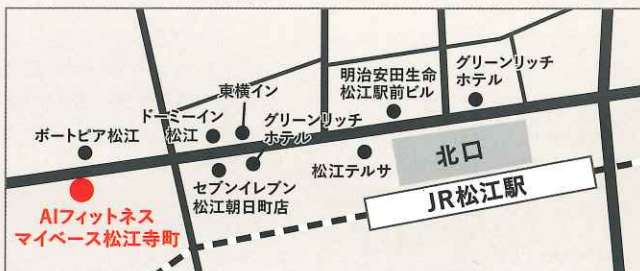 グリーンリッチ
ホテル
明治安田生命
松江駅前ビル
東横イン
ドーミーイン
松江
グリーンリッチ
ホテル
ボートピア松江
北口
松江テルサ
セブンイレブン
松江朝日町店
JR松江駅
AIフィットネス
マイベース松江寺町